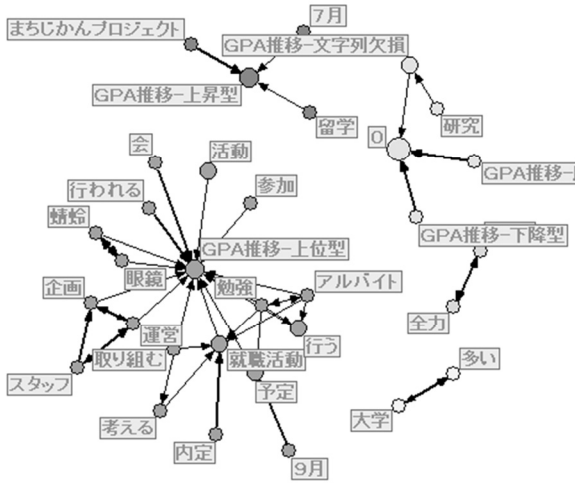 7月
まちじかんプロジェクト
GPA推移-文字列欠損
GPA推移-上昇型
留学
研究
0
GPA推移-
会
活動
行われる
参加
蜻蛉
GPA推移-上位型
GPA推移-下降型
眼鏡
勉強
アルバイト
企画
運営
全力
取り組む
就職活動
行う
スタッフ
予定
多い
考える
大学
内定
9月